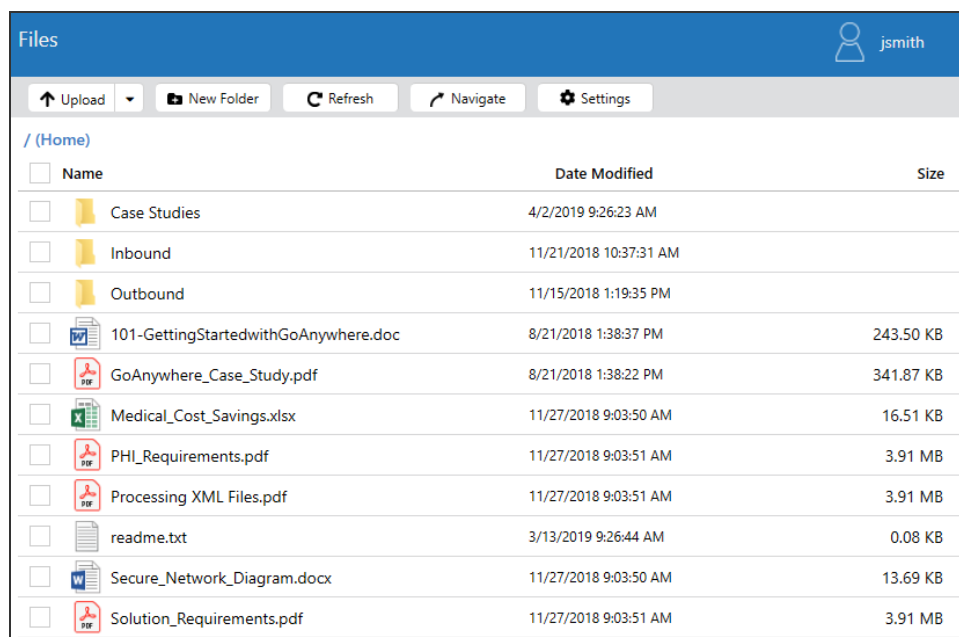 Files
jsmith
Upload New Folder Refresh Navigate Settings
/ (Home)
Name Date Modified Size
Case Studies 4/2/2019 9:26:23 AM
Inbound 11/21/2018 10:37:31 AM
Outbound 11/15/2018 1:19:35 PM
101-GettingStartedwithGoAnywhere.doc 8/21/2018 1:38:37 PM 243.50 KB
PDF GoAnywhere_Case_Study.pdf 8/21/2018 1:38:22 PM 341.87 KB
Medical_Cost_Savings.xlsx 11/27/2018 9:03:50 AM 16.51 KB
PDF PHI_Requirements.pdf 11/27/2018 9:03:51 AM 3.91 MB
PDF Processing XML Files.pdf 11/27/2018 9:03:51 AM 3.91 MB
readme.txt 3/13/2019 9:26:44 AM 0.08 KB
Secure_Network_Diagram.docx 11/27/2018 9:03:50 AM 13.69 KB
PDF Solution_Requirements.pdf 11/27/2018 9:03:51 AM 3.91 MB